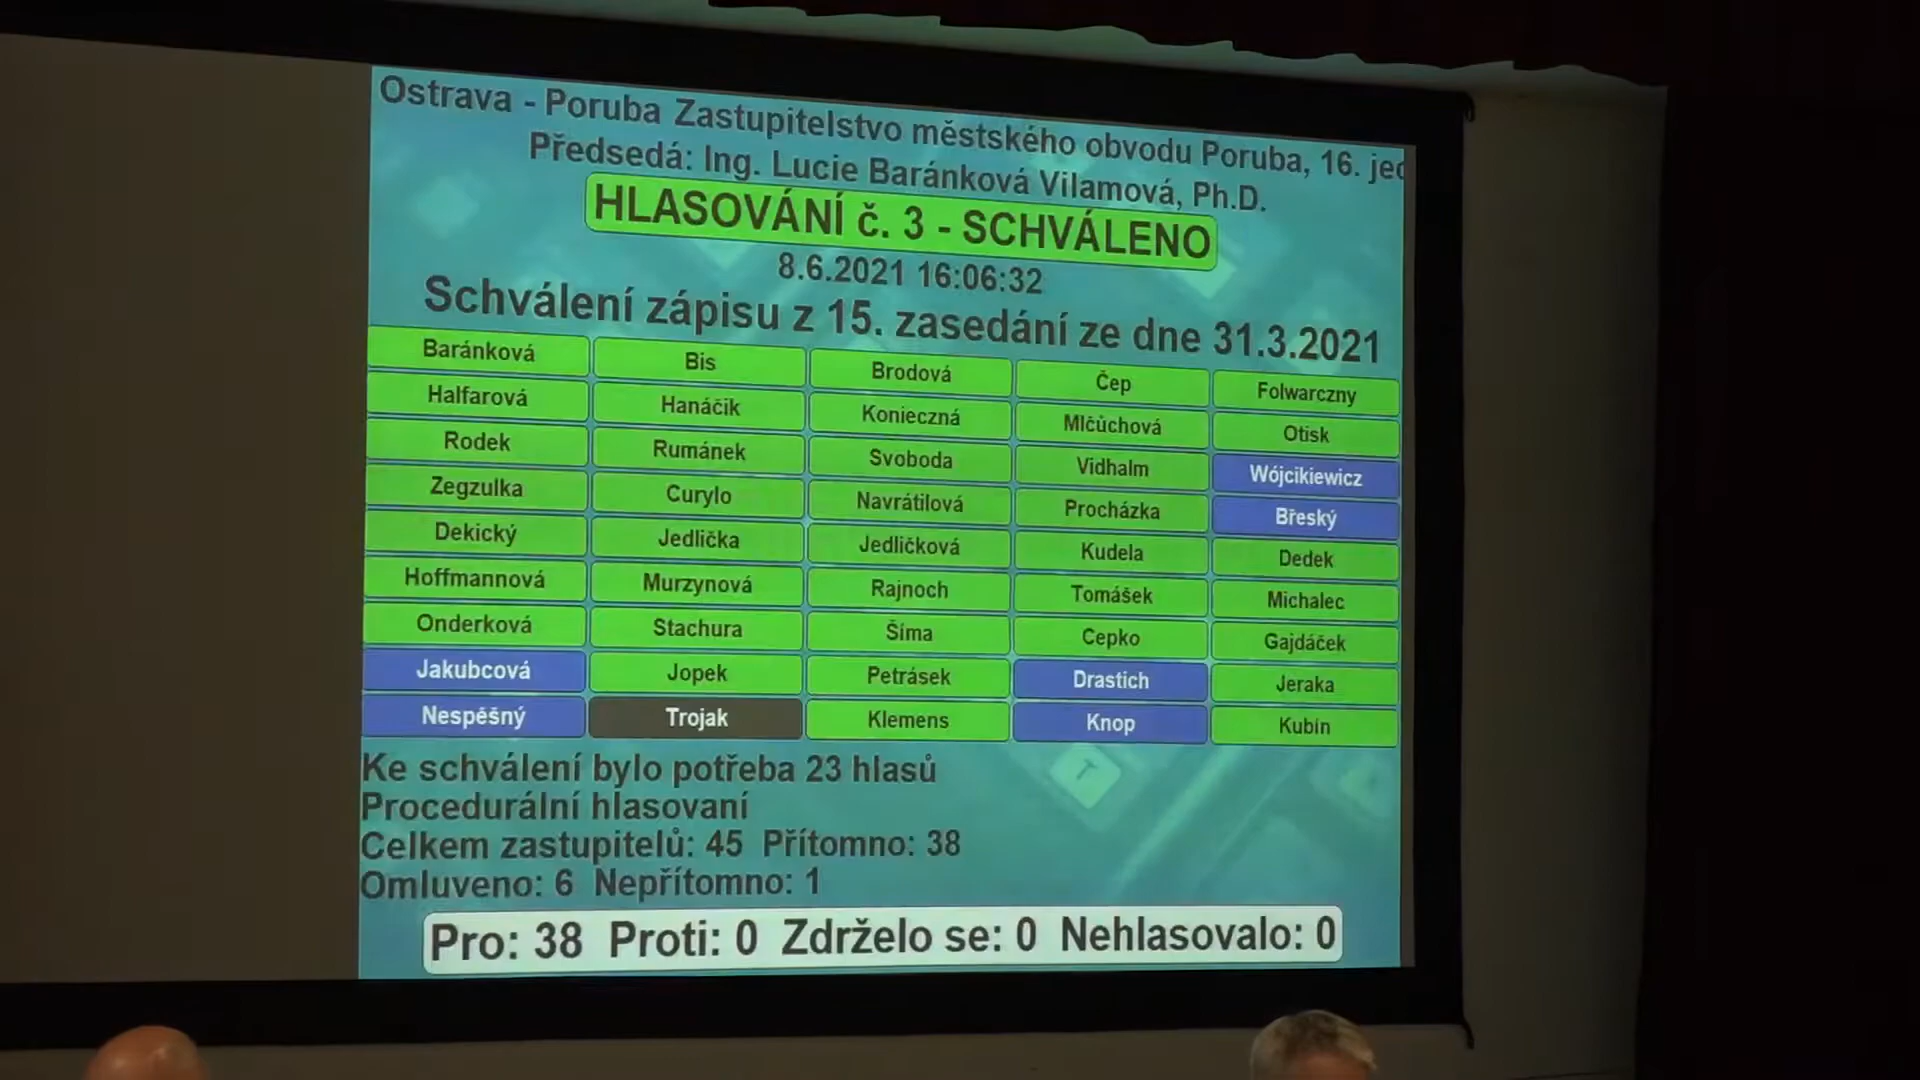 Ostrava - Poruba Zastupitelstvo městského obvodu Poruba, 16. jed
Předsedá: Ing. Lucie Baránková Vilamová, Ph.D.
HLASOVÁNÍ č. 3 - SCHVÁLENO
8.6.2021 16:06:32
Schválení zápisu z 15. zasedání ze dne 31.3.2021
Baránková Bis Brodová Čep Folwarczny
Halfarová Hanáčik Konieczná Mlčůchová Otisk
Rodek Rumánek Svoboda Vidhalm Wójcikiewicz
Zegzulka Curylo Navrátilová Procházka Břeský
Dekický Jedlička Jedličková Kudela Dedek
Hoffmannová Murzynová Rajnoch Tomášek Michalec
Onderková Stachura Šíma Cepko Gajdáček
Jakubcová Jopek Petrásek Drastich Jeraka
Nespěšný Trojak Klemens Knop Kubín
Ke schválení bylo potřeba 23 hlasů
Procedurální hlasovaní
Celkem zastupitelů: 45 Přítomno: 38
Omluveno: 6 Nepřítomno: 1
Pro: 38 Proti: 0 Zdrželo se: 0 Nehlasovalo: 0